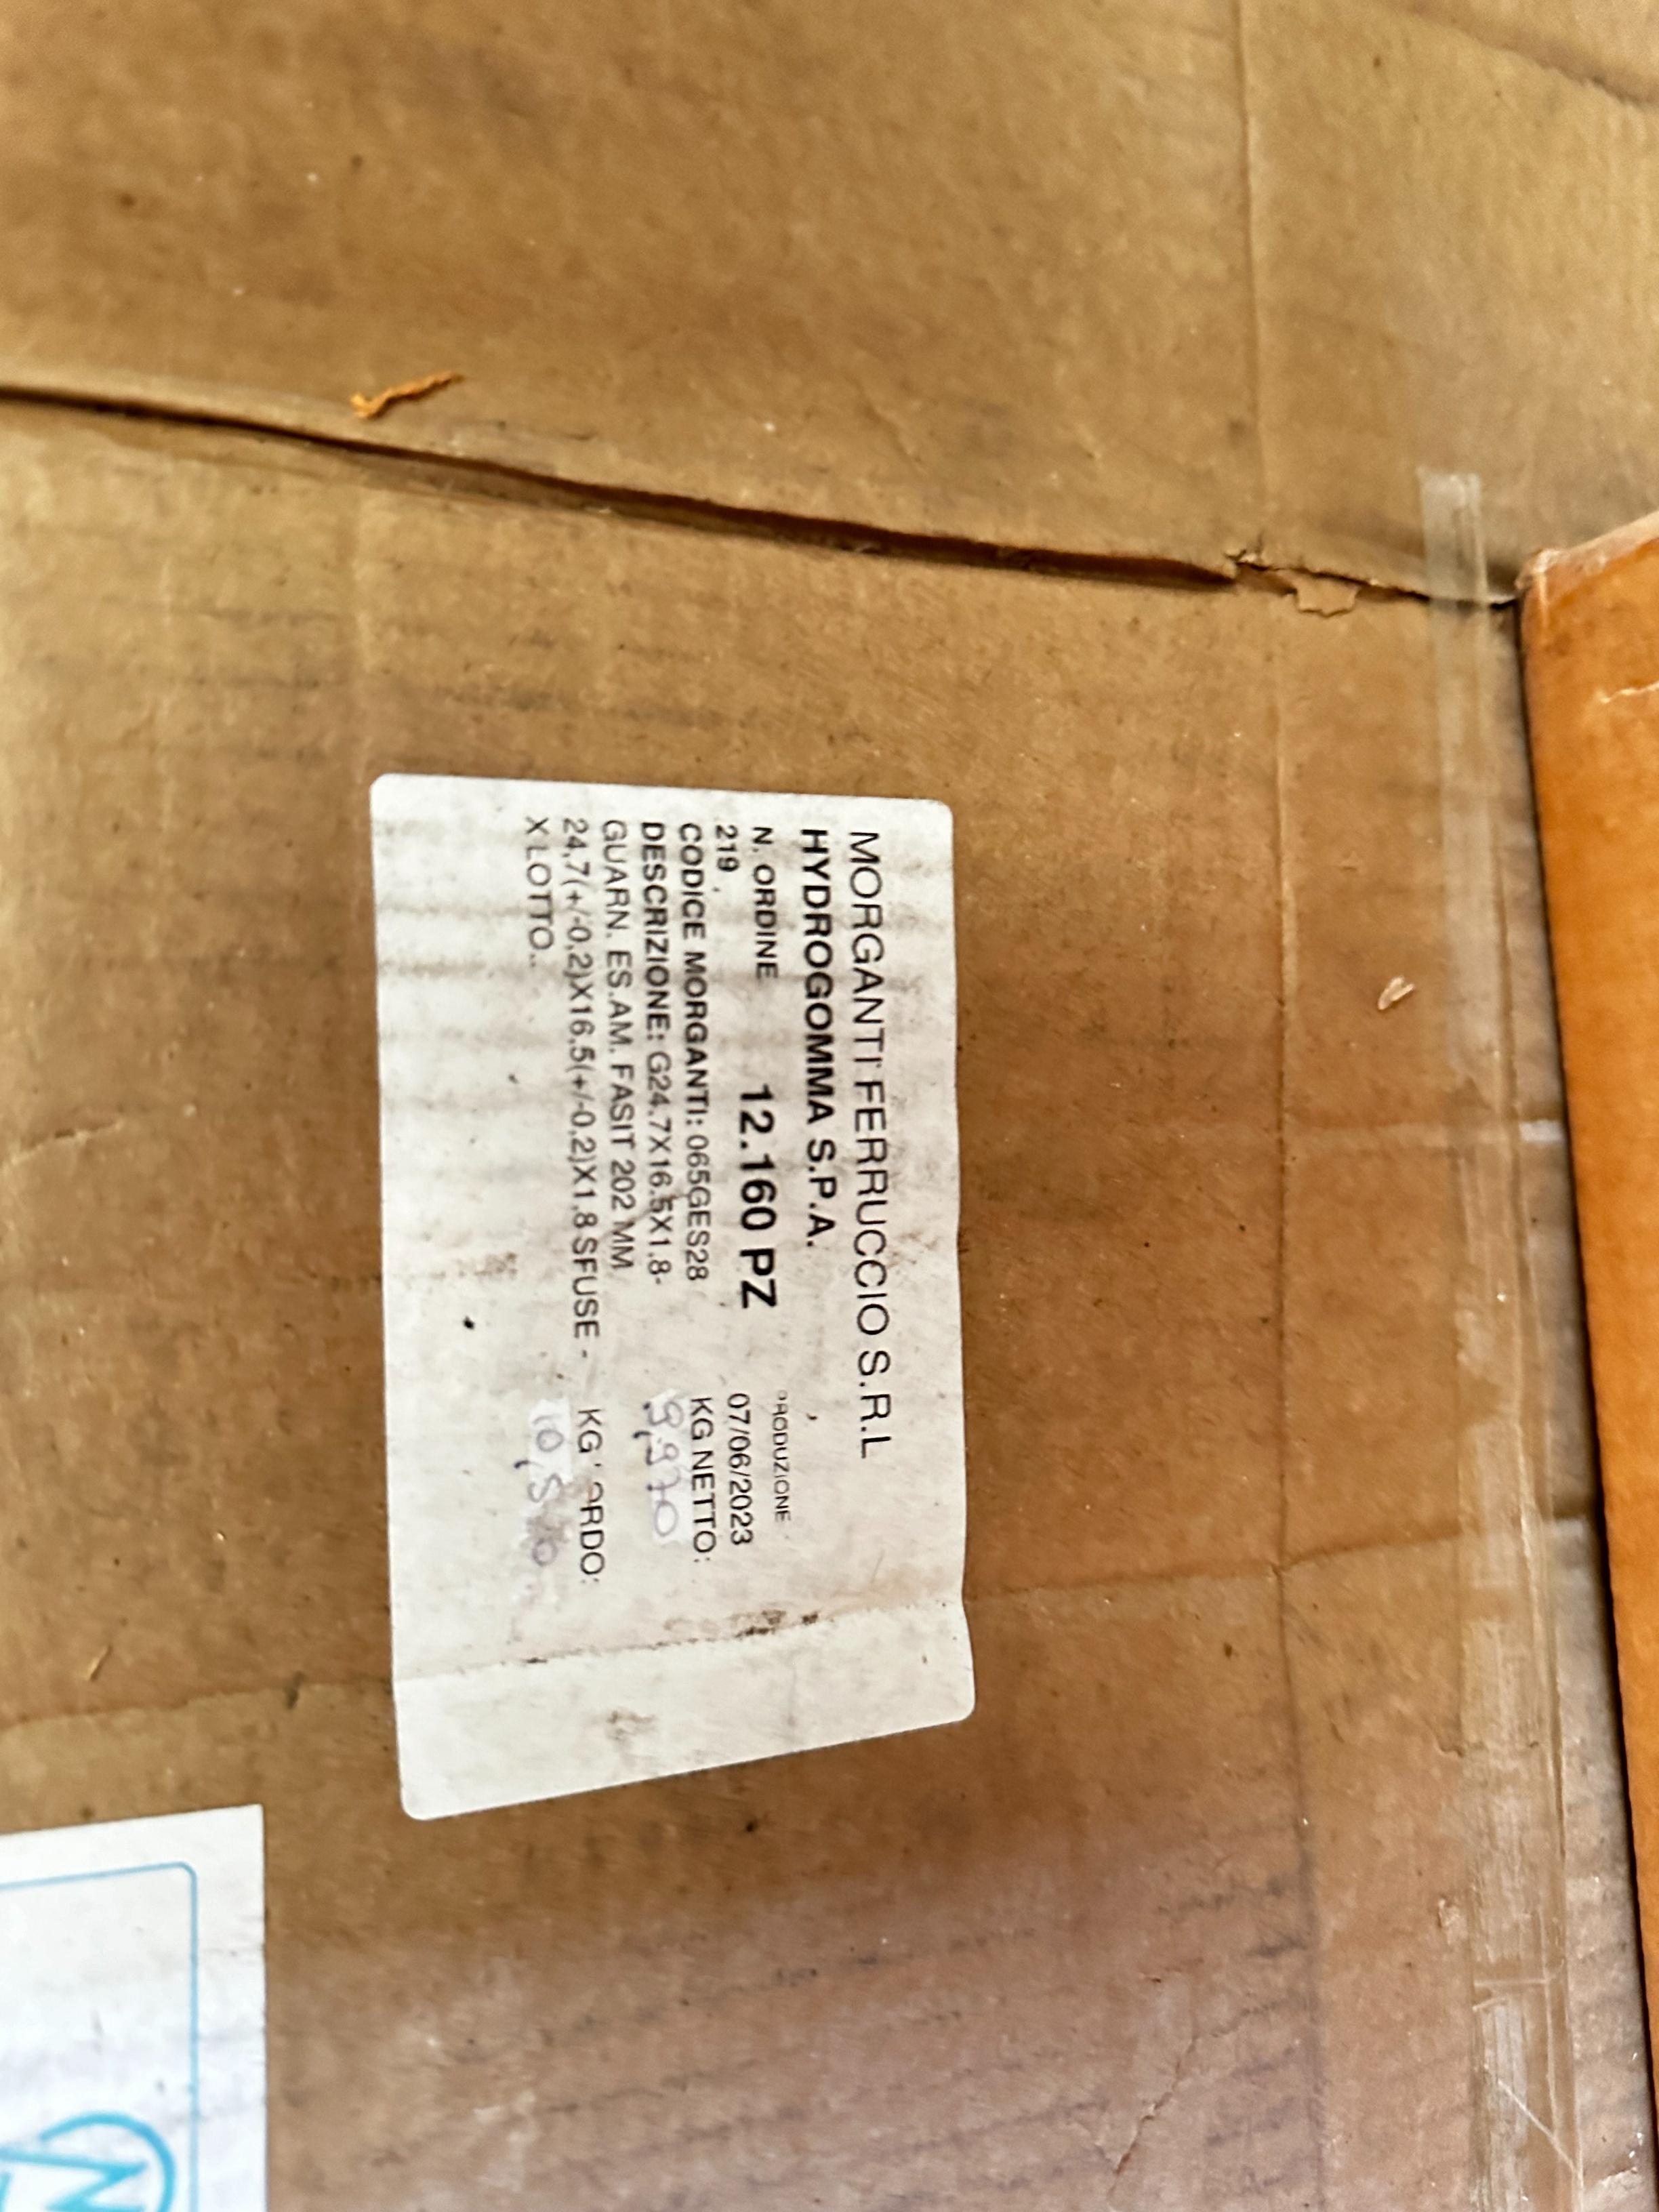 MORGANTI FERRUCCIO S.R.L
HYDROGOMMA S.P.A.
N. ORDINE 12.160 PZ PRODUZIONE
219 07/06/2023
CODICE MORGANTI: 065GES28 KG NETTO:
DESCRIZIONE: G24.7X16.5X1.8- 9,970
GUARN. ES.AM. FASIT 202 MM
24,7(+/-0,2)X16,5(+/-0,2)X1,8 SFUSE - KG
X LOTTO..